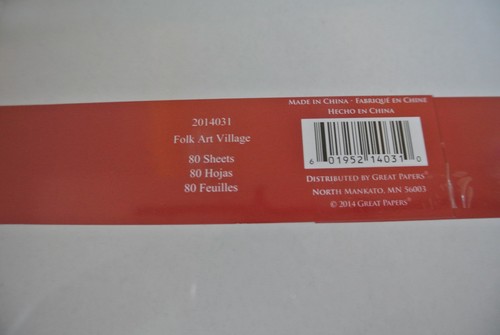 2014031
Folk Art Village
80 Sheets
80 Hojas
80 Feuilles
MADE IN CHINA · FABRIQUÉ EN CHINE
HECHO EN CHINA
6 01952 14031 0
DISTRIBUTED BY GREAT PAPERS®
NORTH MANKATO, MN 56003
© 2014 GREAT PAPERS®